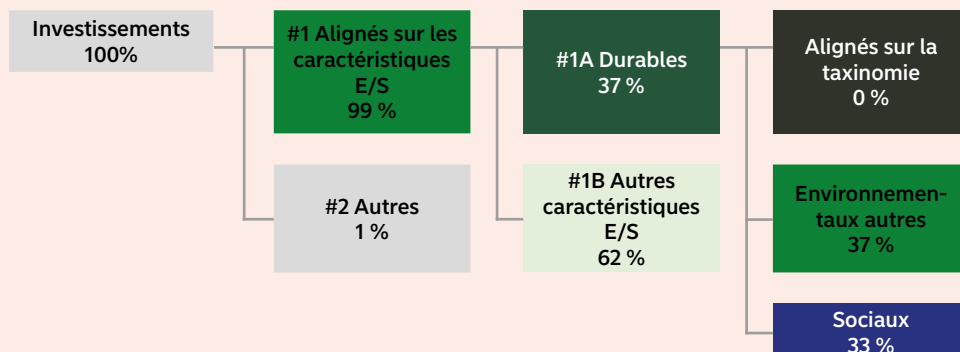 Investissements
100%
#1 Alignés sur les
caractéristiques
E/S
99 %
#2 Autres
1 %
#1A Durables
37 %
#1B Autres
caractéristiques
E/S
62 %
Alignés sur la
taxinomie
0 %
Environnemen-
taux autres
37 %
Sociaux
33 %